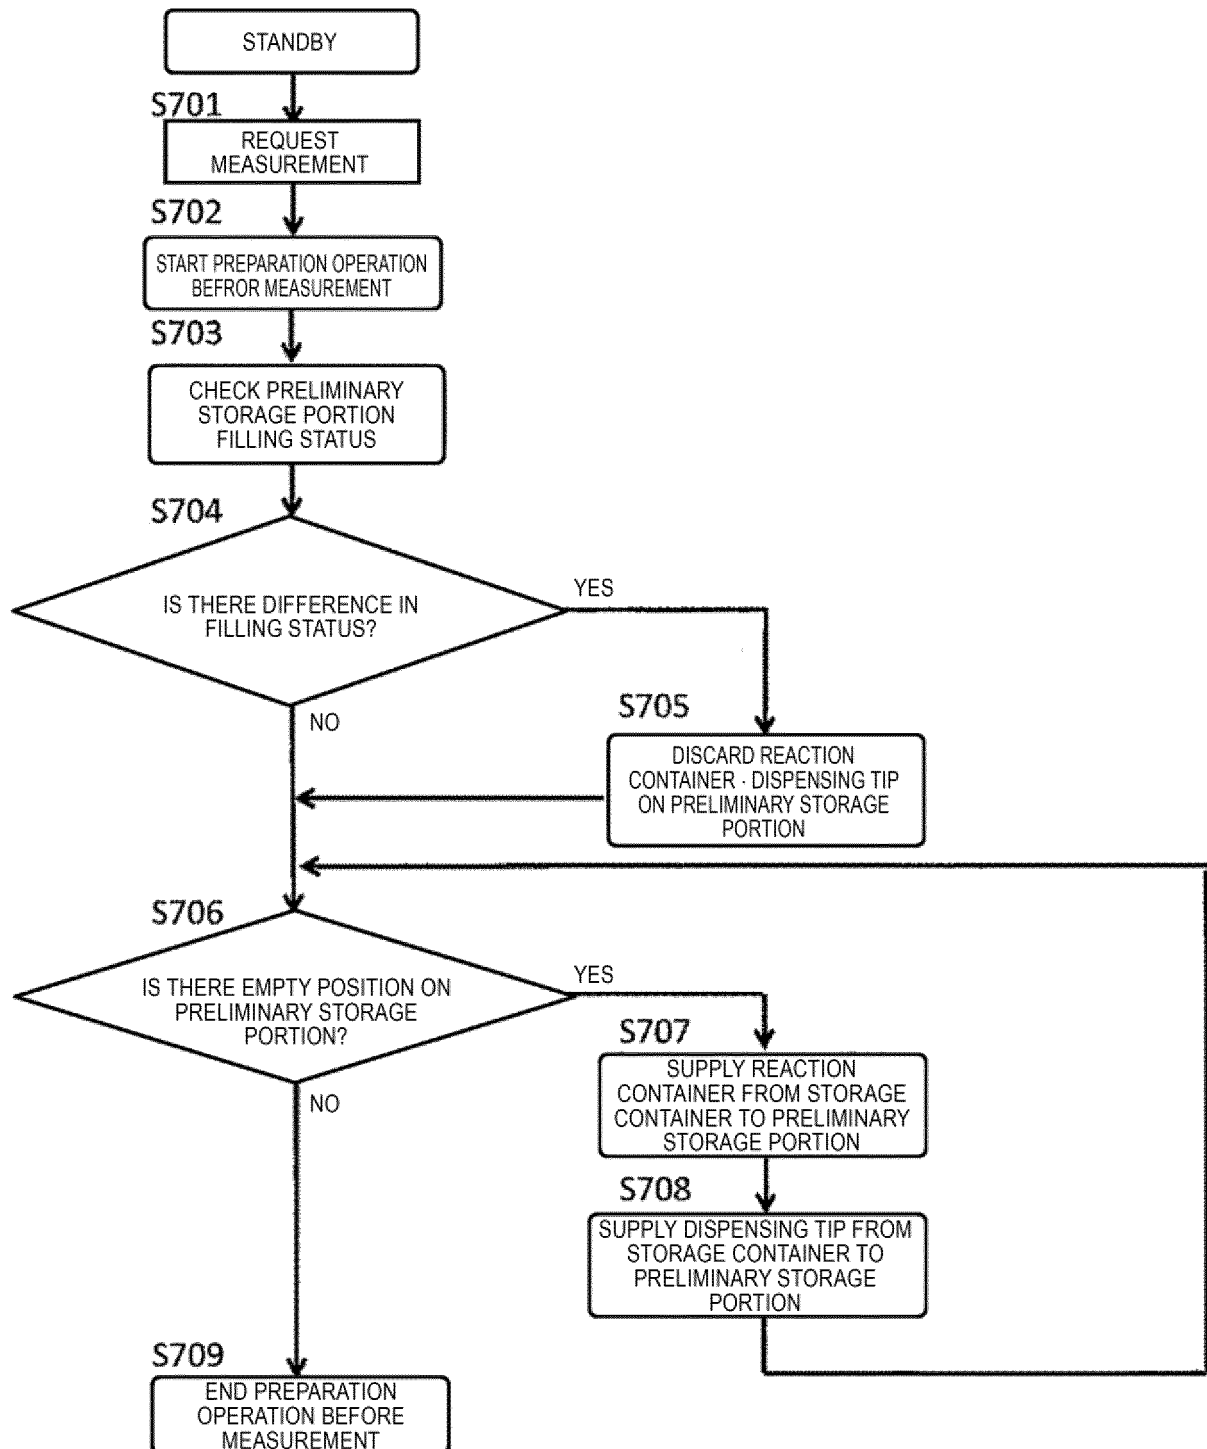 STANDBY
S701
REQUEST
MEASUREMENT
S702
START PREPARATION OPERATION
BEFROR MEASUREMENT
S703
CHECK PRELIMINARY
STORAGE PORTION
FILLING STATUS
S704
IS THERE DIFFERENCE IN
FILLING STATUS?
YES
NO
S705
DISCARD REACTION
CONTAINER · DISPENSING TIP
ON PRELIMINARY STORAGE
PORTION
S706
IS THERE EMPTY POSITION ON
PRELIMINARY STORAGE
PORTION?
YES
NO
S707
SUPPLY REACTION
CONTAINER FROM STORAGE
CONTAINER TO PRELIMINARY
STORAGE PORTION
S708
SUPPLY DISPENSING TIP FROM
STORAGE CONTAINER TO
PRELIMINARY STORAGE
PORTION
S709
END PREPARATION
OPERATION BEFORE
MEASUREMENT